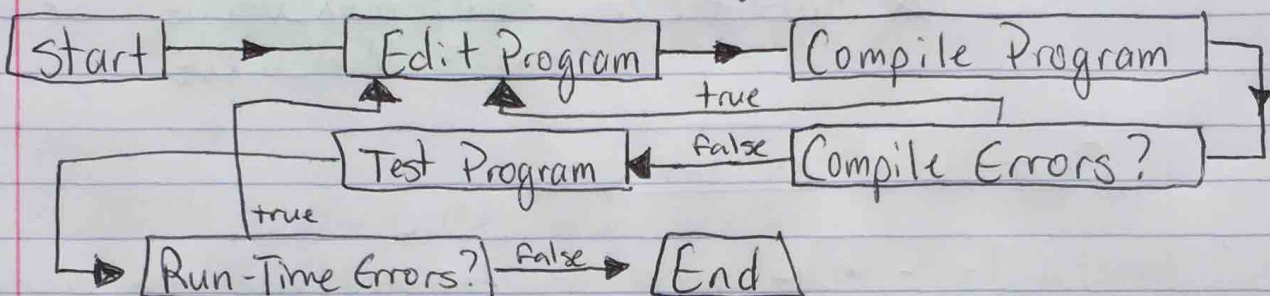 Start Edit Program Compile Program
true
Test Program false Compile Errors?
true
Run-Time Errors? false End